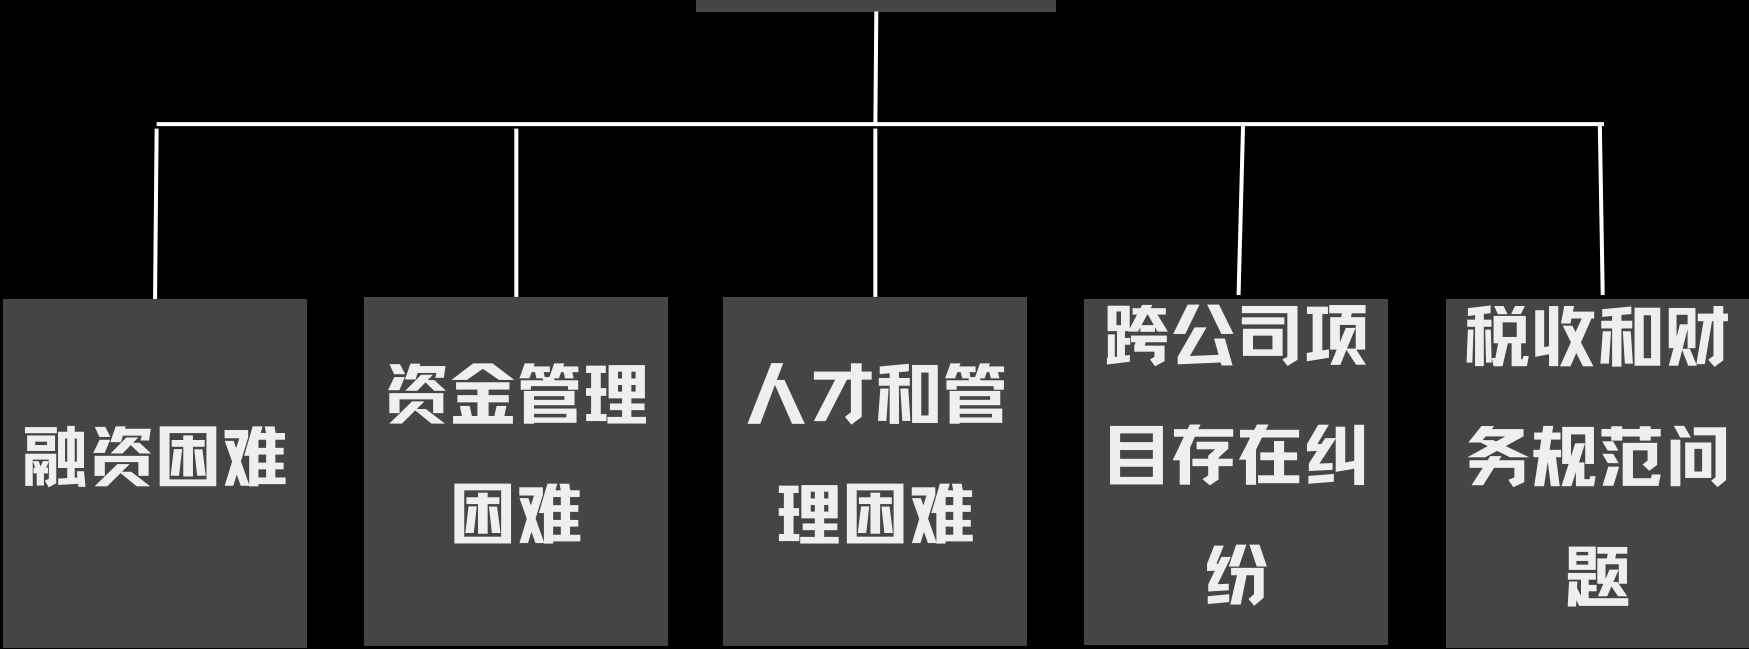 融资困难
资金管理
困难
人才和管
理困难
跨公司项
目存在纠
纷
税收和财
务规范问
题